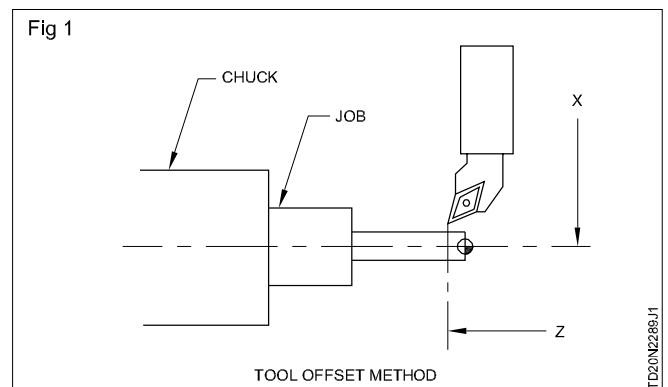 Fig 1
CHUCK
JOB
X
Z
TOOL OFFSET METHOD
TD20N2289J1